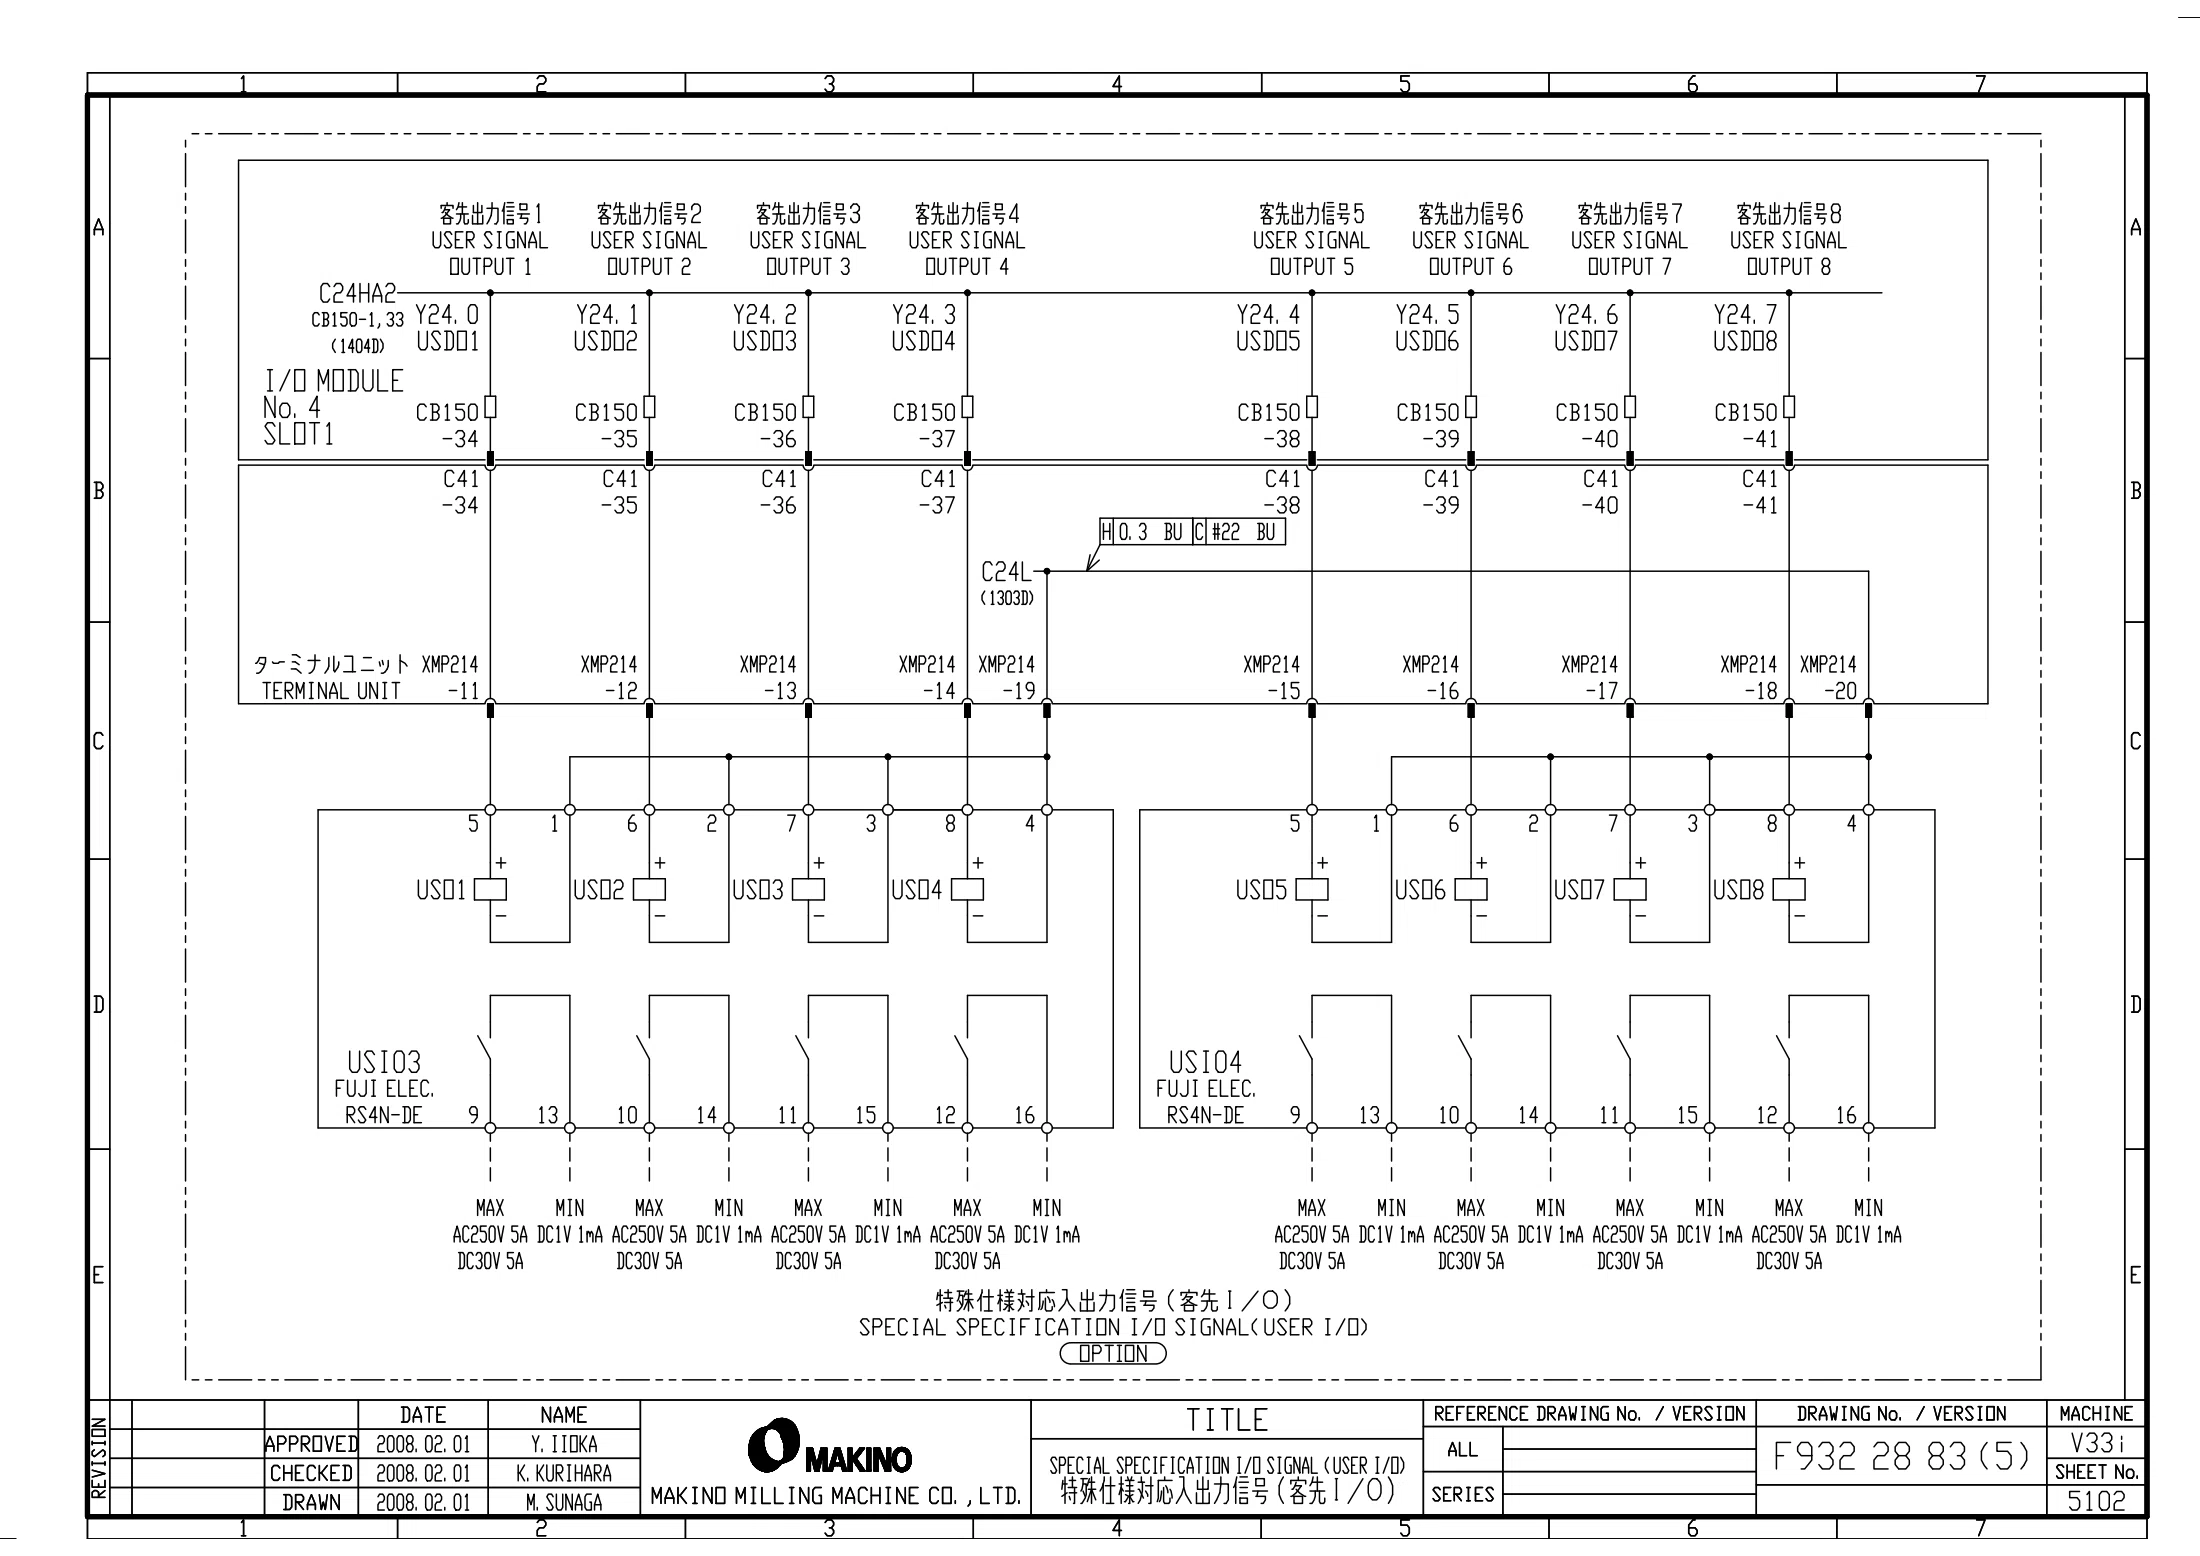 1 2 3 4 5 6 7
客先出力信号1 客先出力信号2 客先出力信号3 客先出力信号4 客先出力信号5 客先出力信号6 客先出力信号7 客先出力信号8
A USER SIGNAL USER SIGNAL USER SIGNAL USER SIGNAL USER SIGNAL USER SIGNAL USER SIGNAL USER SIGNAL A
OUTPUT 1 OUTPUT 2 OUTPUT 3 OUTPUT 4 OUTPUT 5 OUTPUT 6 OUTPUT 7 OUTPUT 8
C24HA2
CB150-1,33 Y24.0 Y24.1 Y24.2 Y24.3 Y24.4 Y24.5 Y24.6 Y24.7
(1404D) USDO1 USDO2 USDO3 USDO4 USDO5 USDO6 USDO7 USDO8
I/O MODULE
No. 4 CB150 CB150 CB150 CB150 CB150 CB150 CB150 CB150
SLOT1 -34 -35 -36 -37 -38 -39 -40 -41
C41 C41 C41 C41 C41 C41 C41 C41
B -34 -35 -36 -37 -38 -39 -40 -41 B
H 0.3 BU C #22 BU
C24L
(1303D)
ターミナルユニット XMP214 XMP214 XMP214 XMP214 XMP214 XMP214 XMP214 XMP214 XMP214 XMP214
TERMINAL UNIT -11 -12 -13 -14 -19 -15 -16 -17 -18 -20
C C
5 1 6 2 7 3 8 4 5 1 6 2 7 3 8 4
+ + + + + + + +
USO1 USO2 USO3 USO4 USO5 USO6 USO7 USO8
- - - - - - - -
D D
USIO3 USIO4
FUJI ELEC. FUJI ELEC.
RS4N-DE 9 13 10 14 11 15 12 16 RS4N-DE 9 13 10 14 11 15 12 16
MAX MIN MAX MIN MAX MIN MAX MIN MAX MIN MAX MIN MAX MIN MAX MIN
AC250V 5A DC1V 1mA AC250V 5A DC1V 1mA AC250V 5A DC1V 1mA AC250V 5A DC1V 1mA AC250V 5A DC1V 1mA AC250V 5A DC1V 1mA AC250V 5A DC1V 1mA AC250V 5A DC1V 1mA
DC30V 5A DC30V 5A DC30V 5A DC30V 5A DC30V 5A DC30V 5A DC30V 5A DC30V 5A
E E
特殊仕様対応入出力信号(客先I/O)
SPECIAL SPECIFICATION I/O SIGNAL(USER I/O)
OPTION
REVISION
DATE NAME
APPROVED 2008.02.01 Y. IIOKA
CHECKED 2008.02.01 K. KURIHARA
DRAWN 2008.02.01 M. SUNAGA
MAKINO
MAKINO MILLING MACHINE CO.,LTD.
TITLE
SPECIAL SPECIFICATION I/O SIGNAL(USER I/O)
特殊仕様対応入出力信号(客先I/O)
REFERENCE DRAWING No. / VERSION
ALL
SERIES
DRAWING No. / VERSION
F932 28 83(5)
MACHINE
V33i
SHEET No.
5102
1 2 3 4 5 6 7